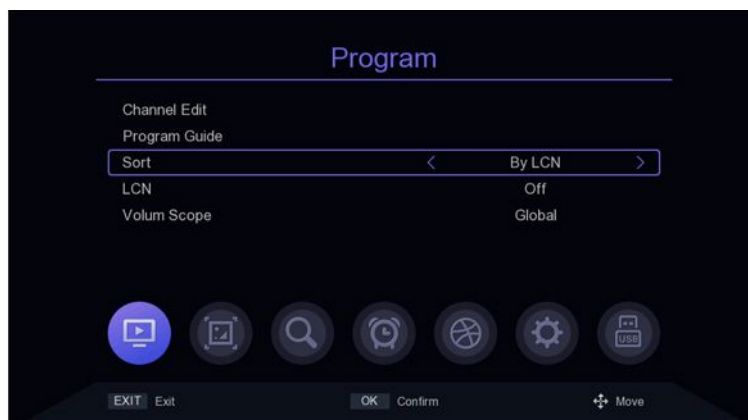 Program
Channel Edit
Program Guide
Sort < By LCN >
LCN Off
Volum Scope Global
USB
EXIT Exit OK Confirm Move